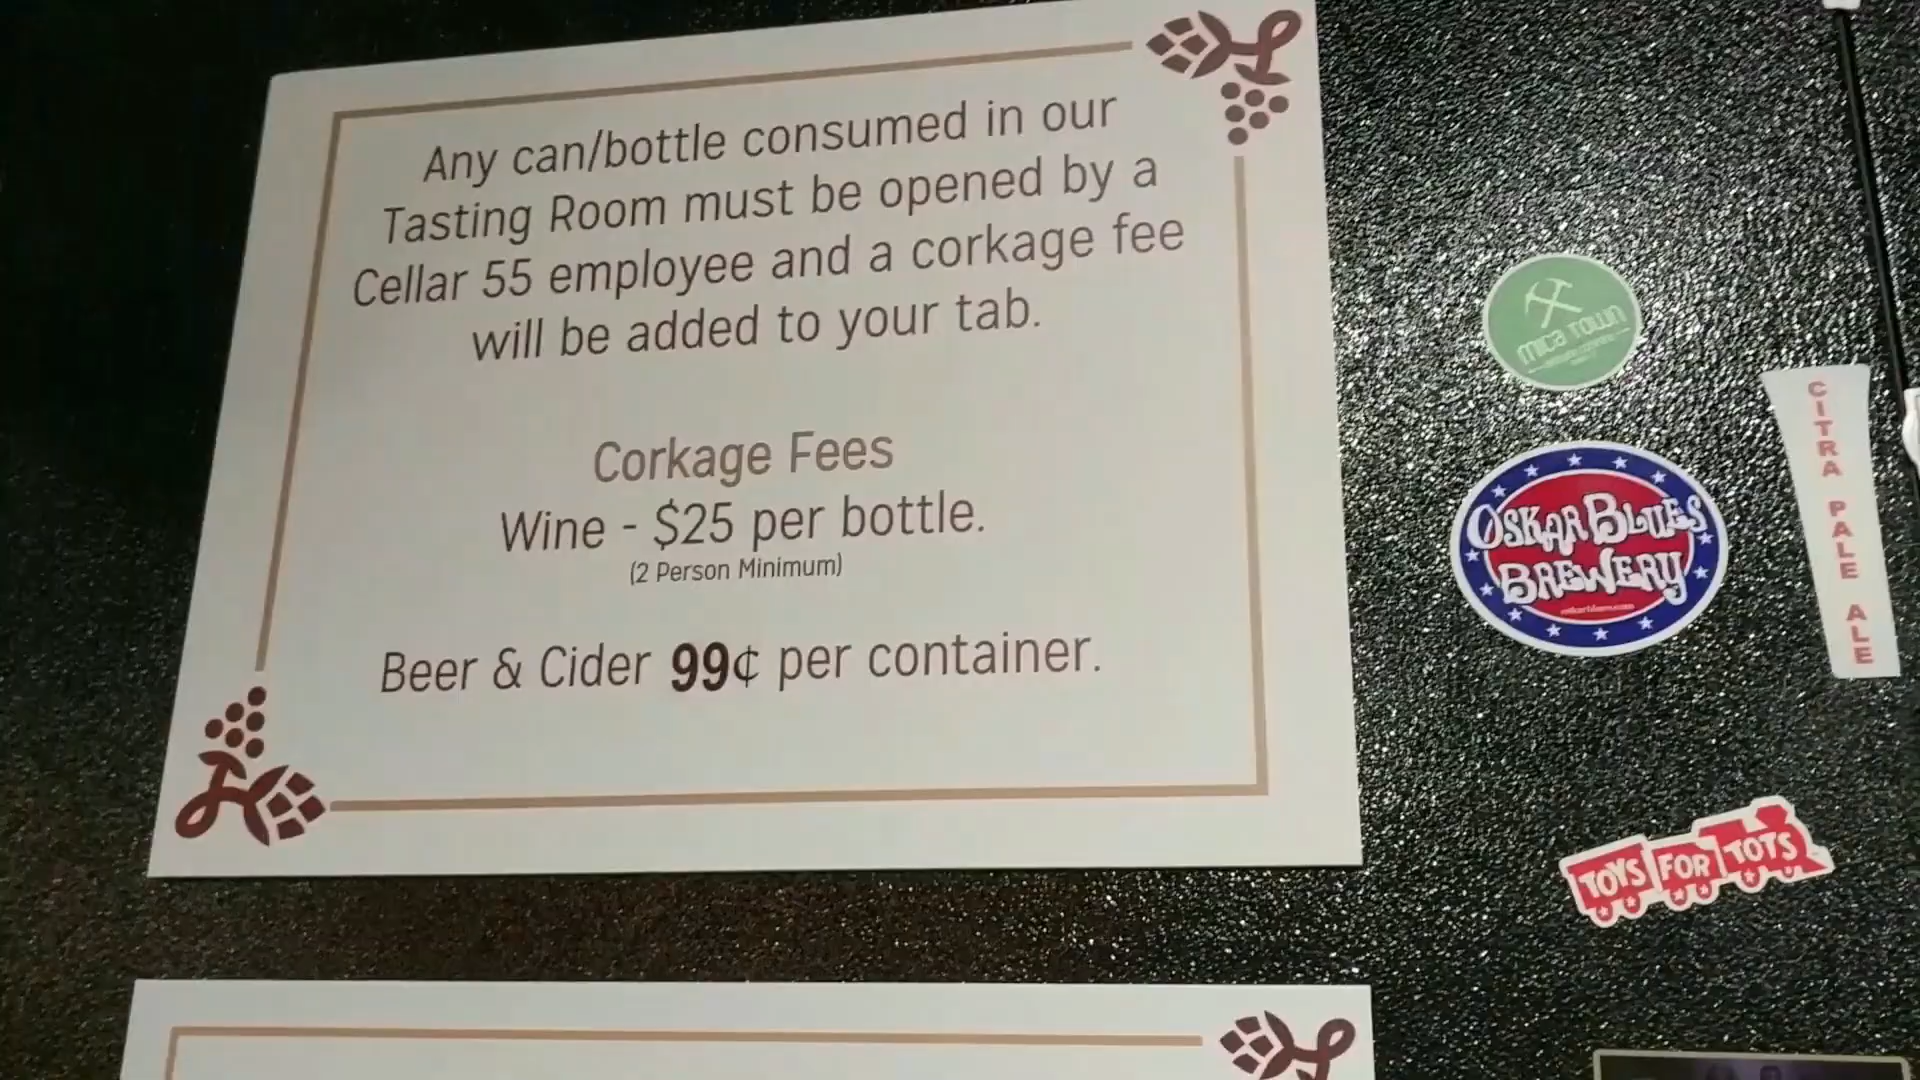 Any can/bottle consumed in our
Tasting Room must be opened by a
Cellar 55 employee and a corkage fee
will be added to your tab.
Corkage Fees
Wine - $25 per bottle.
(2 Person Minimum)
Beer & Cider 99¢ per container.
mica town
OSKAR BLUES
BREWERY
CITRA PALE ALE
TOYS FOR TOTS